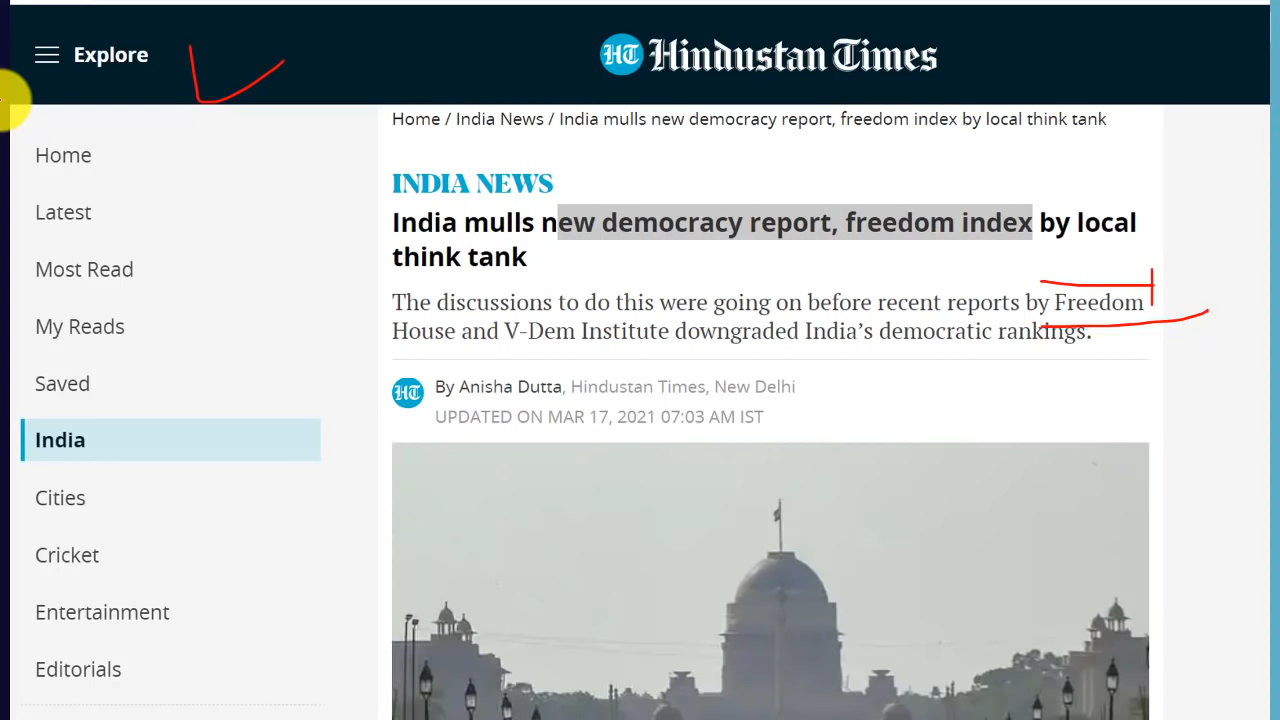 Explore
HT Hindustan Times
Home / India News / India mulls new democracy report, freedom index by local think tank
Home
Latest
Most Read
My Reads
Saved
India
Cities
Cricket
Entertainment
Editorials
INDIA NEWS
India mulls new democracy report, freedom index by local
think tank
The discussions to do this were going on before recent reports by Freedom
House and V-Dem Institute downgraded India’s democratic rankings.
HT
By Anisha Dutta, Hindustan Times, New Delhi
UPDATED ON MAR 17, 2021 07:03 AM IST